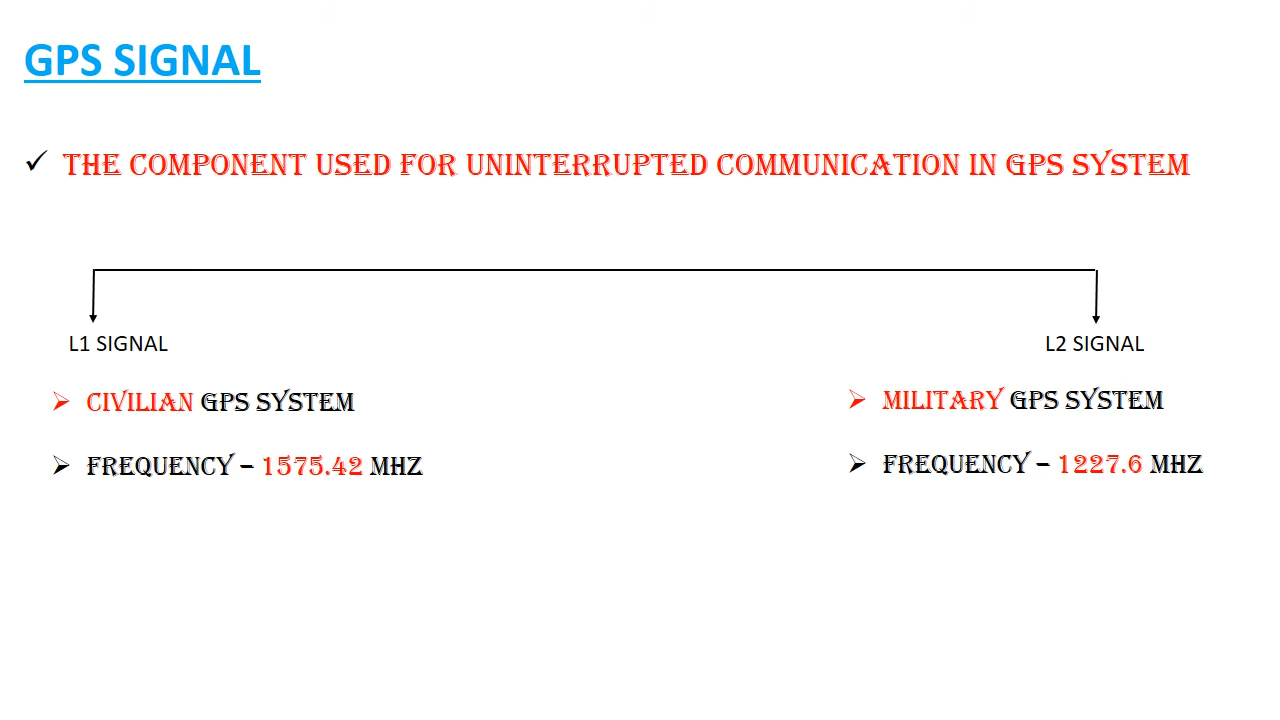 GPS SIGNAL
✓ THE COMPONENT USED FOR UNINTERRUPTED COMMUNICATION IN GPS SYSTEM
L1 SIGNAL
L2 SIGNAL
➢ CIVILIAN GPS SYSTEM
➢ MILITARY GPS SYSTEM
➢ FREQUENCY – 1575.42 MHZ
➢ FREQUENCY – 1227.6 MHZ